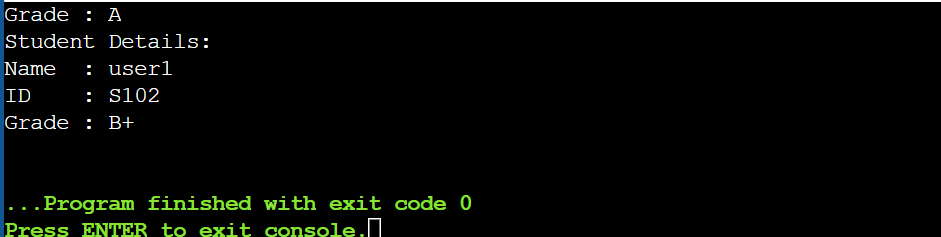 Grade : A
Student Details:
Name  : user1
ID    : S102
Grade : B+
...Program finished with exit code 0
Press ENTER to exit console.